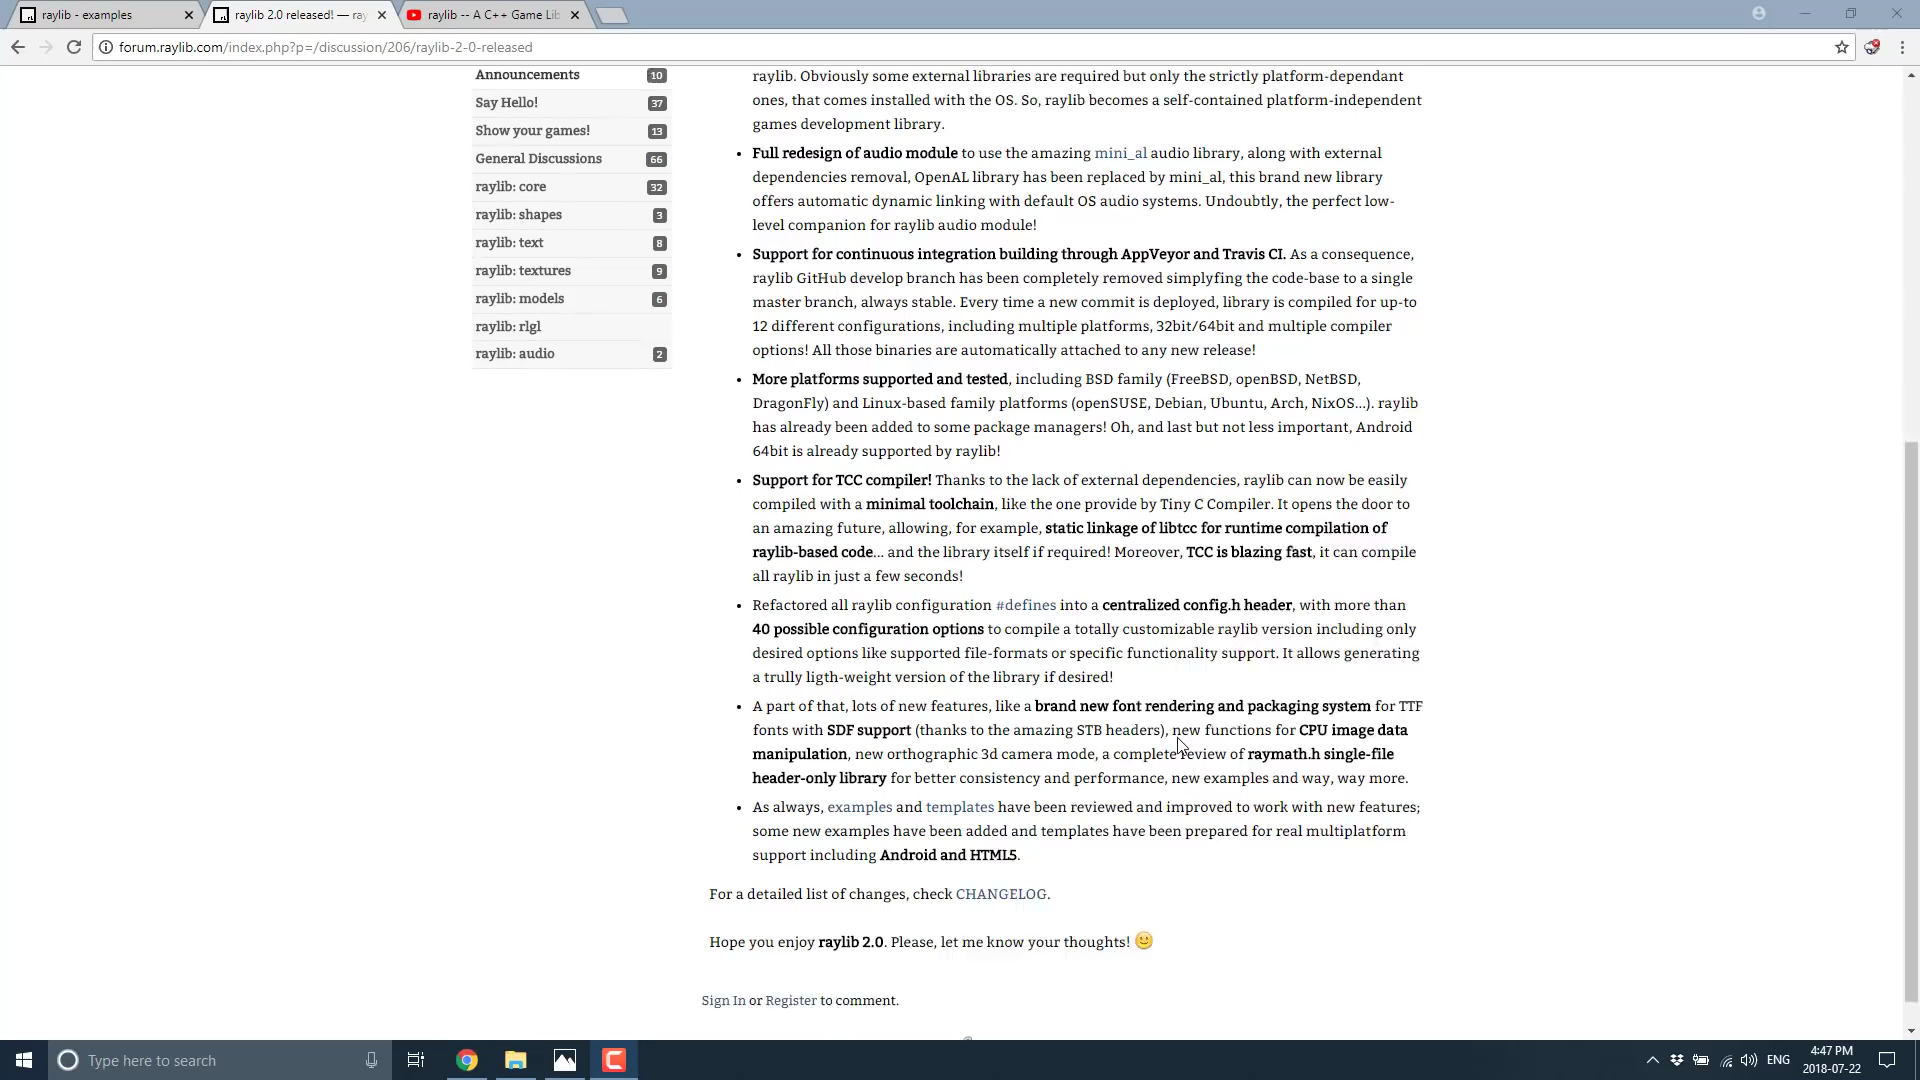 raylib - examples
raylib 2.0 released! — ray
raylib -- A C++ Game Lib
forum.raylib.com/index.php?p=/discussion/206/raylib-2-0-released
Announcements 10
Say Hello! 37
Show your games! 13
General Discussions 66
raylib: core 32
raylib: shapes 3
raylib: text 8
raylib: textures 9
raylib: models 6
raylib: rlgl
raylib: audio 2
raylib. Obviously some external libraries are required but only the strictly platform-dependant
ones, that comes installed with the OS. So, raylib becomes a self-contained platform-independent
games development library.
• Full redesign of audio module to use the amazing mini_al audio library, along with external
dependencies removal, OpenAL library has been replaced by mini_al, this brand new library
offers automatic dynamic linking with default OS audio systems. Undoubtly, the perfect low-
level companion for raylib audio module!
• Support for continuous integration building through AppVeyor and Travis CI. As a consequence,
raylib GitHub develop branch has been completely removed simplyfing the code-base to a single
master branch, always stable. Every time a new commit is deployed, library is compiled for up-to
12 different configurations, including multiple platforms, 32bit/64bit and multiple compiler
options! All those binaries are automatically attached to any new release!
• More platforms supported and tested, including BSD family (FreeBSD, openBSD, NetBSD,
DragonFly) and Linux-based family platforms (openSUSE, Debian, Ubuntu, Arch, NixOS...). raylib
has already been added to some package managers! Oh, and last but not less important, Android
64bit is already supported by raylib!
• Support for TCC compiler! Thanks to the lack of external dependencies, raylib can now be easily
compiled with a minimal toolchain, like the one provide by Tiny C Compiler. It opens the door to
an amazing future, allowing, for example, static linkage of libtcc for runtime compilation of
raylib-based code... and the library itself if required! Moreover, TCC is blazing fast, it can compile
all raylib in just a few seconds!
• Refactored all raylib configuration #defines into a centralized config.h header, with more than
40 possible configuration options to compile a totally customizable raylib version including only
desired options like supported file-formats or specific functionality support. It allows generating
a trully ligth-weight version of the library if desired!
• A part of that, lots of new features, like a brand new font rendering and packaging system for TTF
fonts with SDF support (thanks to the amazing STB headers), new functions for CPU image data
manipulation, new orthographic 3d camera mode, a complete review of raymath.h single-file
header-only library for better consistency and performance, new examples and way, way more.
• As always, examples and templates have been reviewed and improved to work with new features;
some new examples have been added and templates have been prepared for real multiplatform
support including Android and HTML5.
For a detailed list of changes, check CHANGELOG.
Hope you enjoy raylib 2.0. Please, let me know your thoughts!
Sign In or Register to comment.
Type here to search
ENG
4:47 PM
2018-07-22